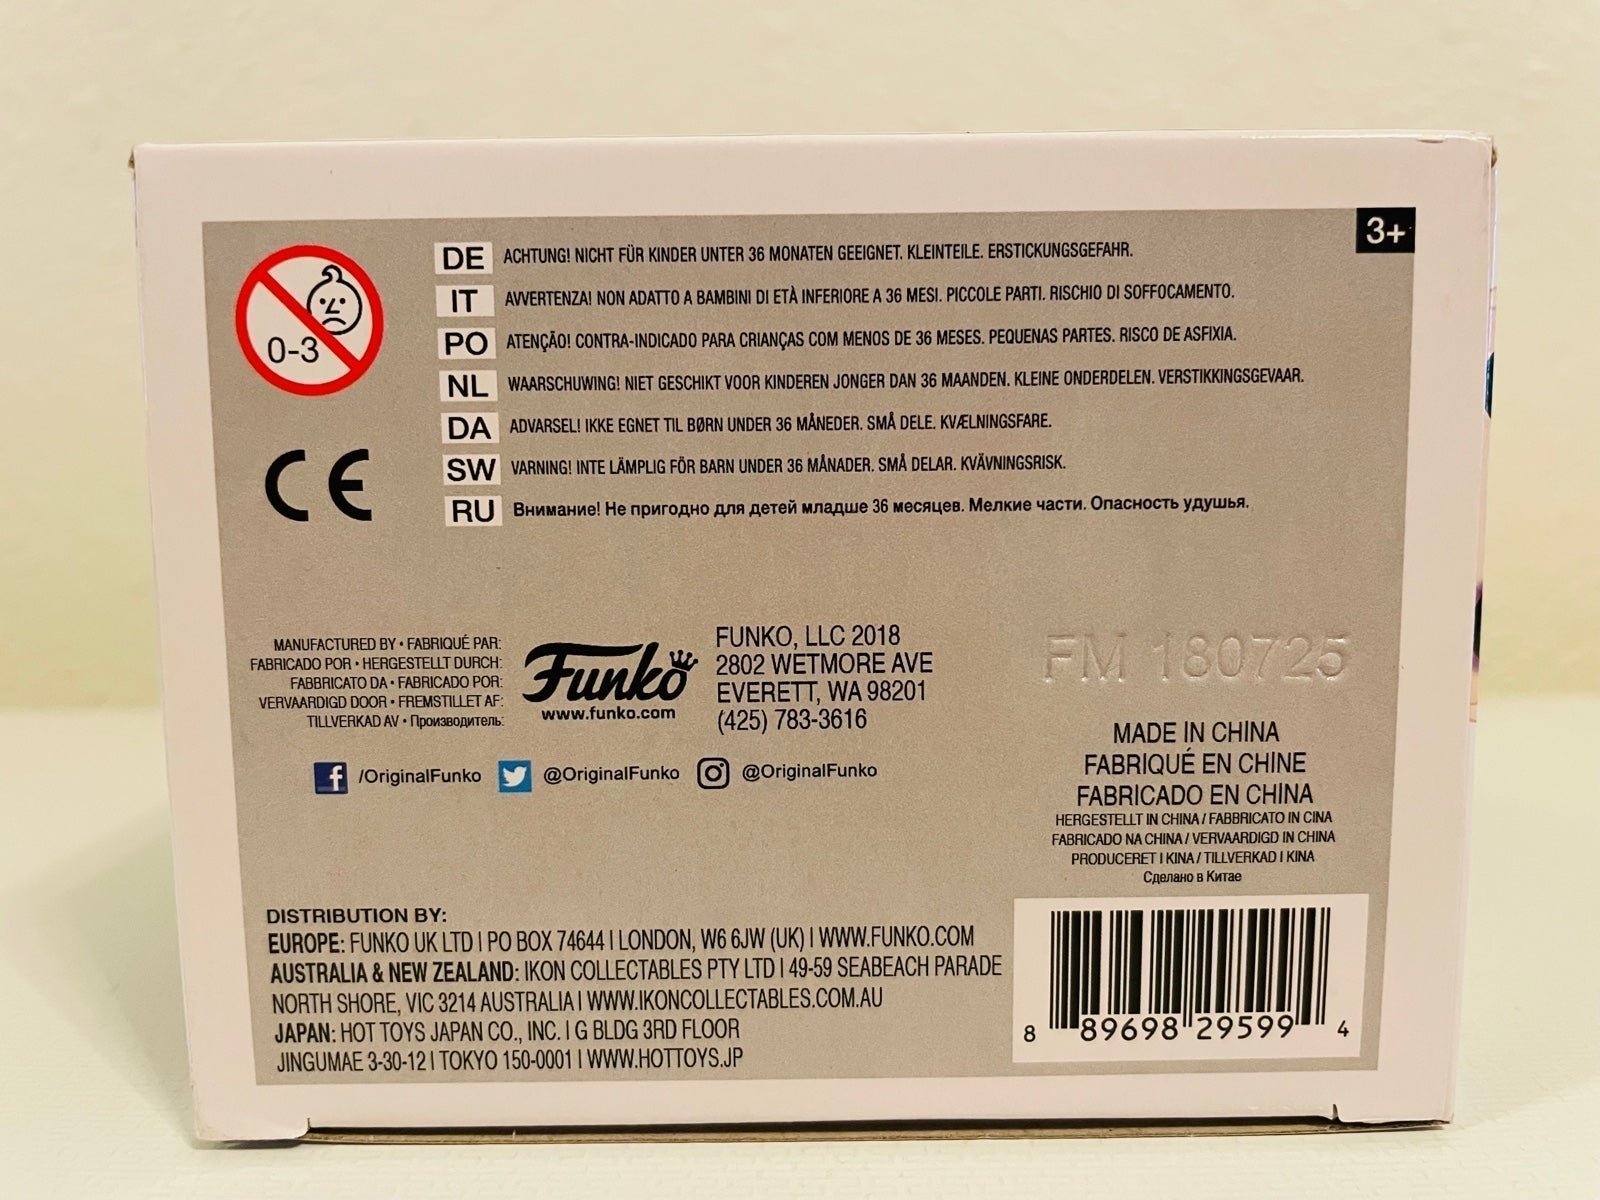 3+
0-3
DE ACHTUNG! NICHT FÜR KINDER UNTER 36 MONATEN GEEIGNET. KLEINTEILE. ERSTICKUNGSGEFAHR.
IT AVVERTENZA! NON ADATTO A BAMBINI DI ETÀ INFERIORE A 36 MESI. PICCOLE PARTI. RISCHIO DI SOFFOCAMENTO.
PO ATENÇÃO! CONTRA-INDICADO PARA CRIANÇAS COM MENOS DE 36 MESES. PEQUENAS PARTES. RISCO DE ASFIXIA.
NL WAARSCHUWING! NIET GESCHIKT VOOR KINDEREN JONGER DAN 36 MAANDEN. KLEINE ONDERDELEN. VERSTIKKINGSGEVAAR.
DA ADVARSEL! IKKE EGNET TIL BØRN UNDER 36 MÅNEDER. SMÅ DELE. KVÆLNINGSFARE.
SW VARNING! INTE LÄMPLIG FÖR BARN UNDER 36 MÅNADER. SMÅ DELAR. KVÄVNINGSRISK.
RU Внимание! Не пригодно для детей младше 36 месяцев. Мелкие части. Опасность удушья.
CE
MANUFACTURED BY • FABRIQUÉ PAR:
FABRICADO POR • HERGESTELLT DURCH:
FABBRICATO DA • FABRICADO POR:
VERVAARDIGD DOOR • FREMSTILLET AF:
TILLVERKAD AV • Производитель:
Funko
www.funko.com
FUNKO, LLC 2018
2802 WETMORE AVE
EVERETT, WA 98201
(425) 783-3616
/OriginalFunko @OriginalFunko @OriginalFunko
FM 180725
MADE IN CHINA
FABRIQUÉ EN CHINE
FABRICADO EN CHINA
HERGESTELLT IN CHINA / FABBRICATO IN CINA
FABRICADO NA CHINA / VERVAARDIGD IN CHINA
PRODUCERET I KINA / TILLVERKAD I KINA
Сделано в Китае
DISTRIBUTION BY:
EUROPE: FUNKO UK LTD | PO BOX 74644 | LONDON, W6 6JW (UK) | WWW.FUNKO.COM
AUSTRALIA & NEW ZEALAND: IKON COLLECTABLES PTY LTD | 49-59 SEABEACH PARADE
NORTH SHORE, VIC 3214 AUSTRALIA | WWW.IKONCOLLECTABLES.COM.AU
JAPAN: HOT TOYS JAPAN CO., INC. | G BLDG 3RD FLOOR
JINGUMAE 3-30-12 | TOKYO 150-0001 | WWW.HOTTOYS.JP
8 89698 29599 4